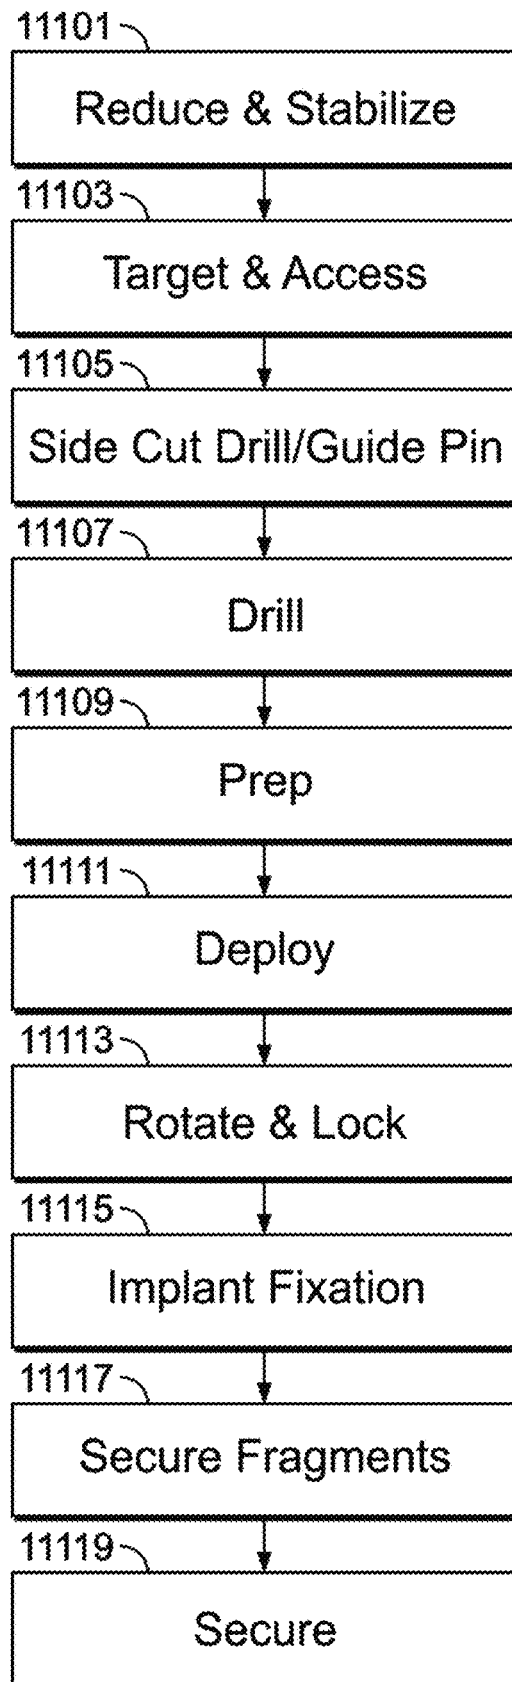 11101
Reduce & Stabilize
11103
Target & Access
11105
Side Cut Drill/Guide Pin
11107
Drill
11109
Prep
11111
Deploy
11113
Rotate & Lock
11115
Implant Fixation
11117
Secure Fragments
11119
Secure